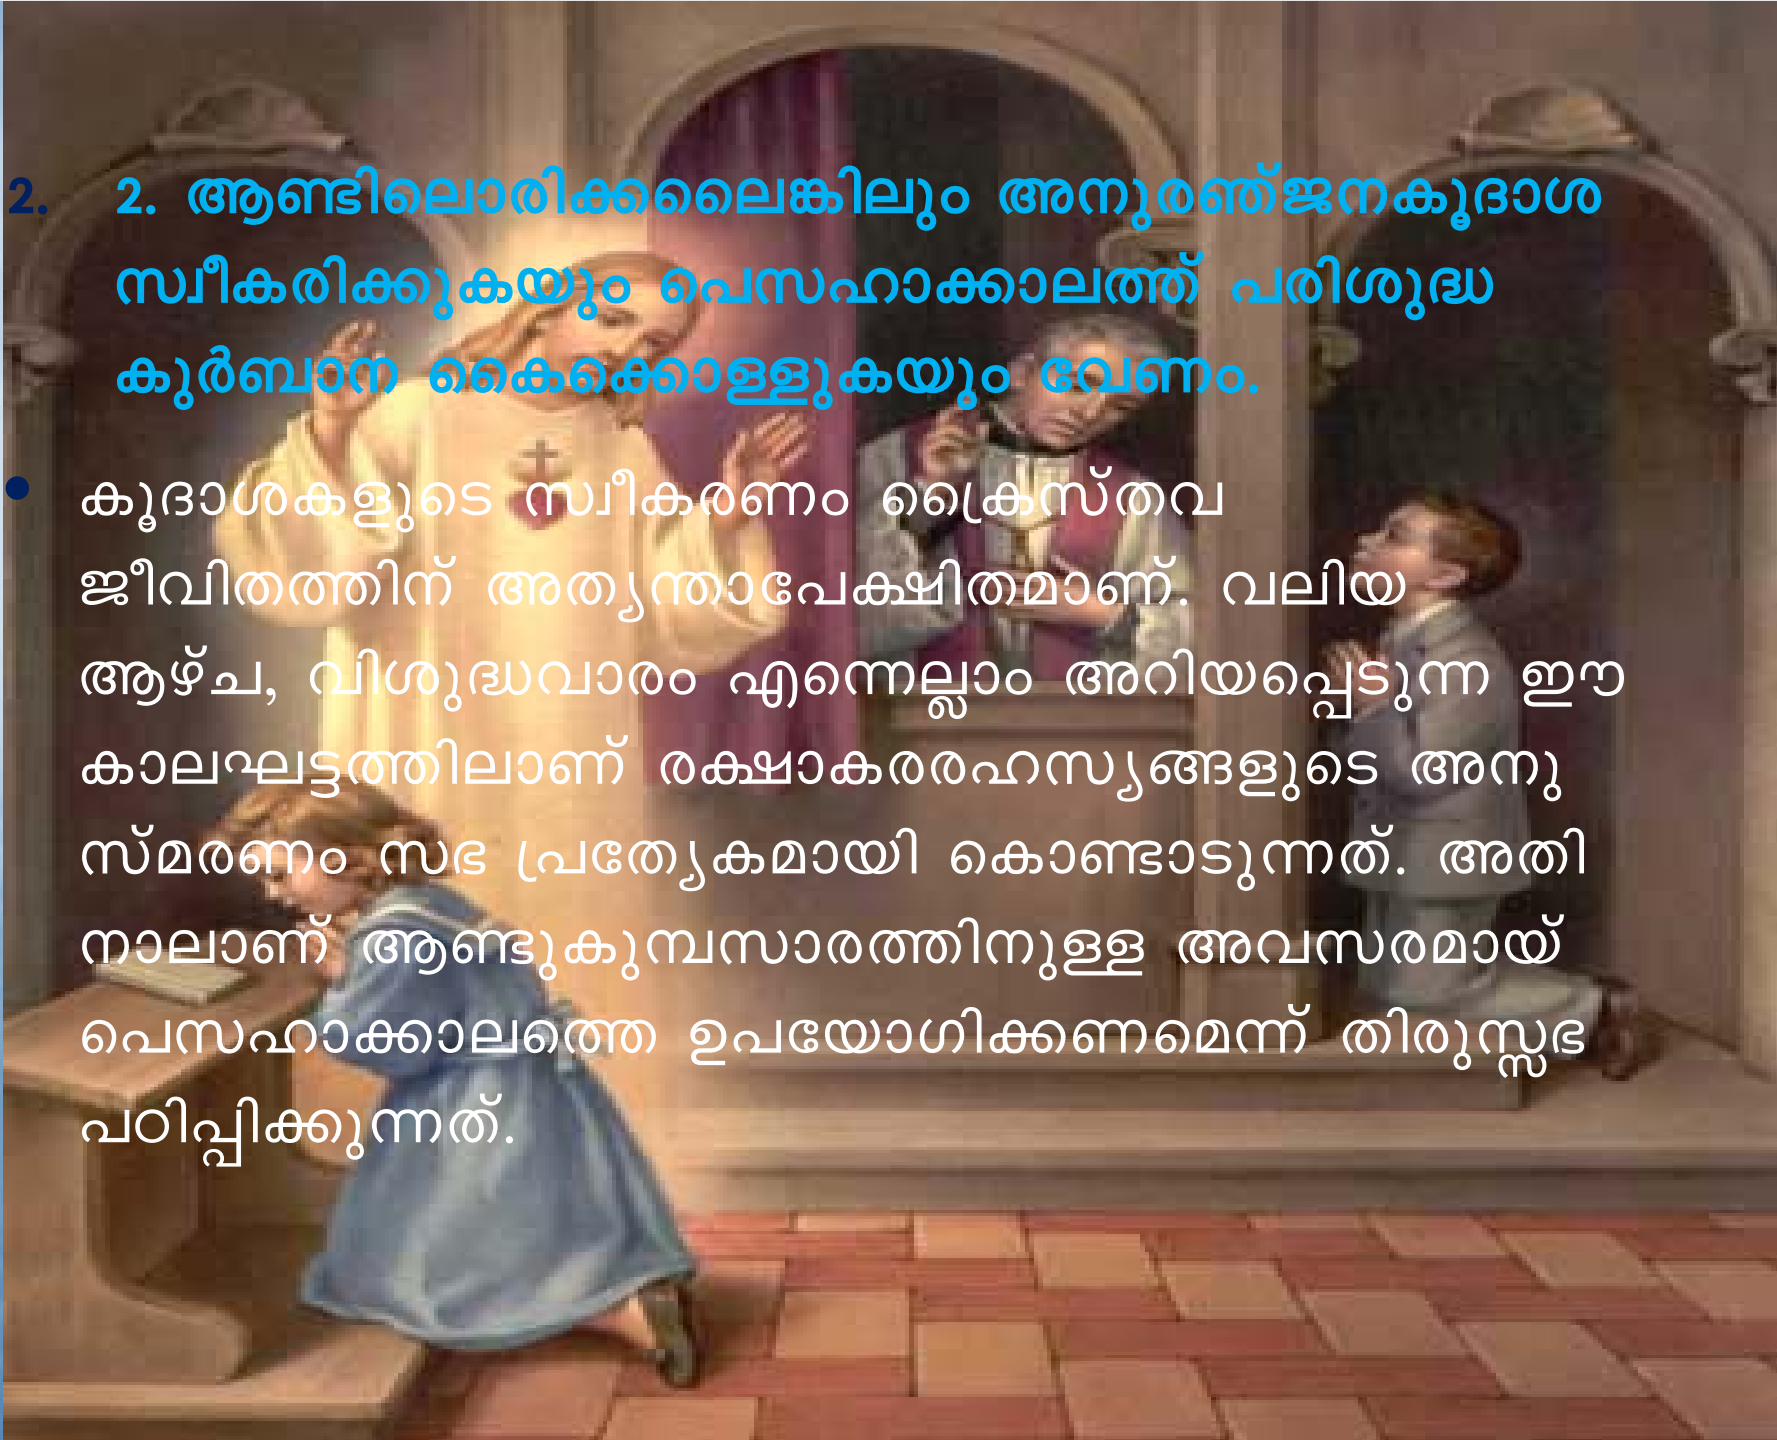 2. 2. ആണ്ടിലൊരിക്കലൈങ്കിലും അനുരഞ്ജനകൂദാശ
സ്വീകരിക്കുകയും പെസഹാക്കാലത്ത് പരിശുദ്ധ
കുർബാന കൈക്കൊള്ളുകയും വേണം.
• കൂദാശകളുടെ സ്വീകരണം ക്രൈസ്തവ
ജീവിതത്തിന് അത്യന്താപേക്ഷിതമാണ്. വലിയ
ആഴ്ച, വിശുദ്ധവാരം എന്നെല്ലാം അറിയപ്പെടുന്ന ഈ
കാലഘട്ടത്തിലാണ് രക്ഷാകരരഹസ്യങ്ങളുടെ അനു
സ്മരണം സഭ പ്രത്യേകമായി കൊണ്ടാടുന്നത്. അതി
നാലാണ് ആണ്ടുകുമ്പസാരത്തിനുള്ള അവസരമായ്
പെസഹാക്കാലത്തെ ഉപയോഗിക്കണമെന്ന് തിരുസ്സഭ
പഠിപ്പിക്കുന്നത്.